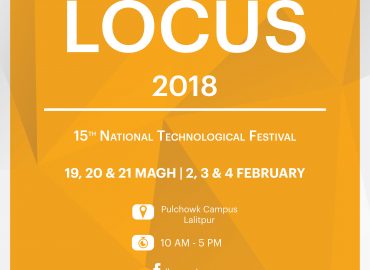 LOCUS
2018
15TH NATIONAL TECHNOLOGICAL FESTIVAL
19, 20 & 21 MAGH | 2, 3 & 4 FEBRUARY
Pulchowk Campus
Lalitpur
10 AM - 5 PM